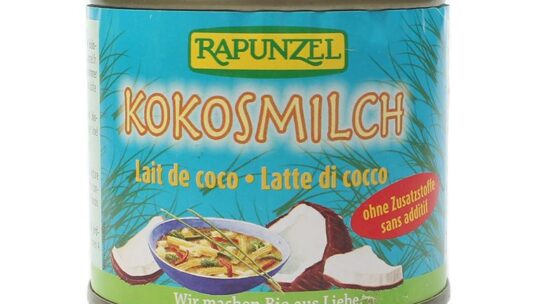 RAPUNZEL
KOKOSMILCH
Lait de coco • Latte di cocco
ohne Zusatzstoffe
sans additif
Wir machen Bio aus Liebe